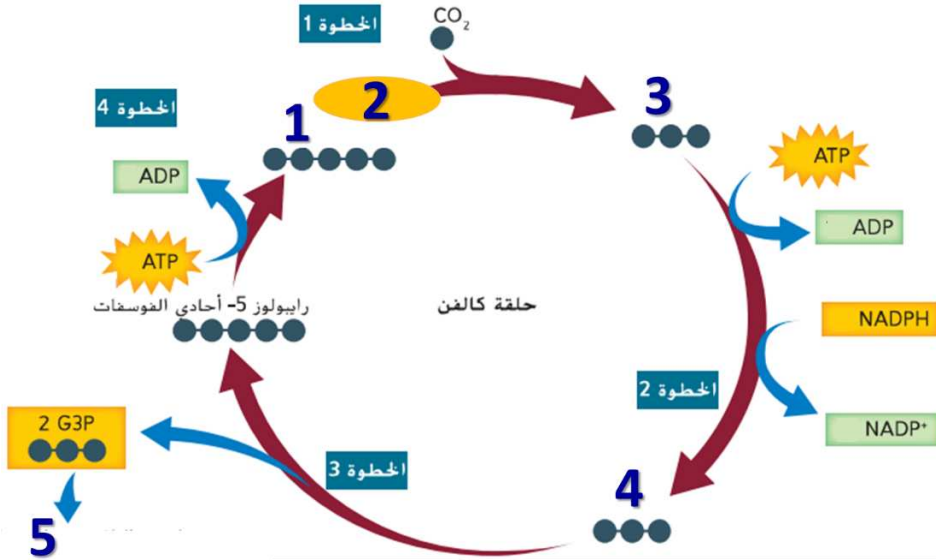 الخطوة 1
CO₂
2
3
1
الخطوة 4
ATP
ADP
ADP
ATP
رايبولوز 5- أحادي الفوسفات
حلقة كالفن
NADPH
الخطوة 2
2 G3P
NADP⁺
الخطوة 3
4
5